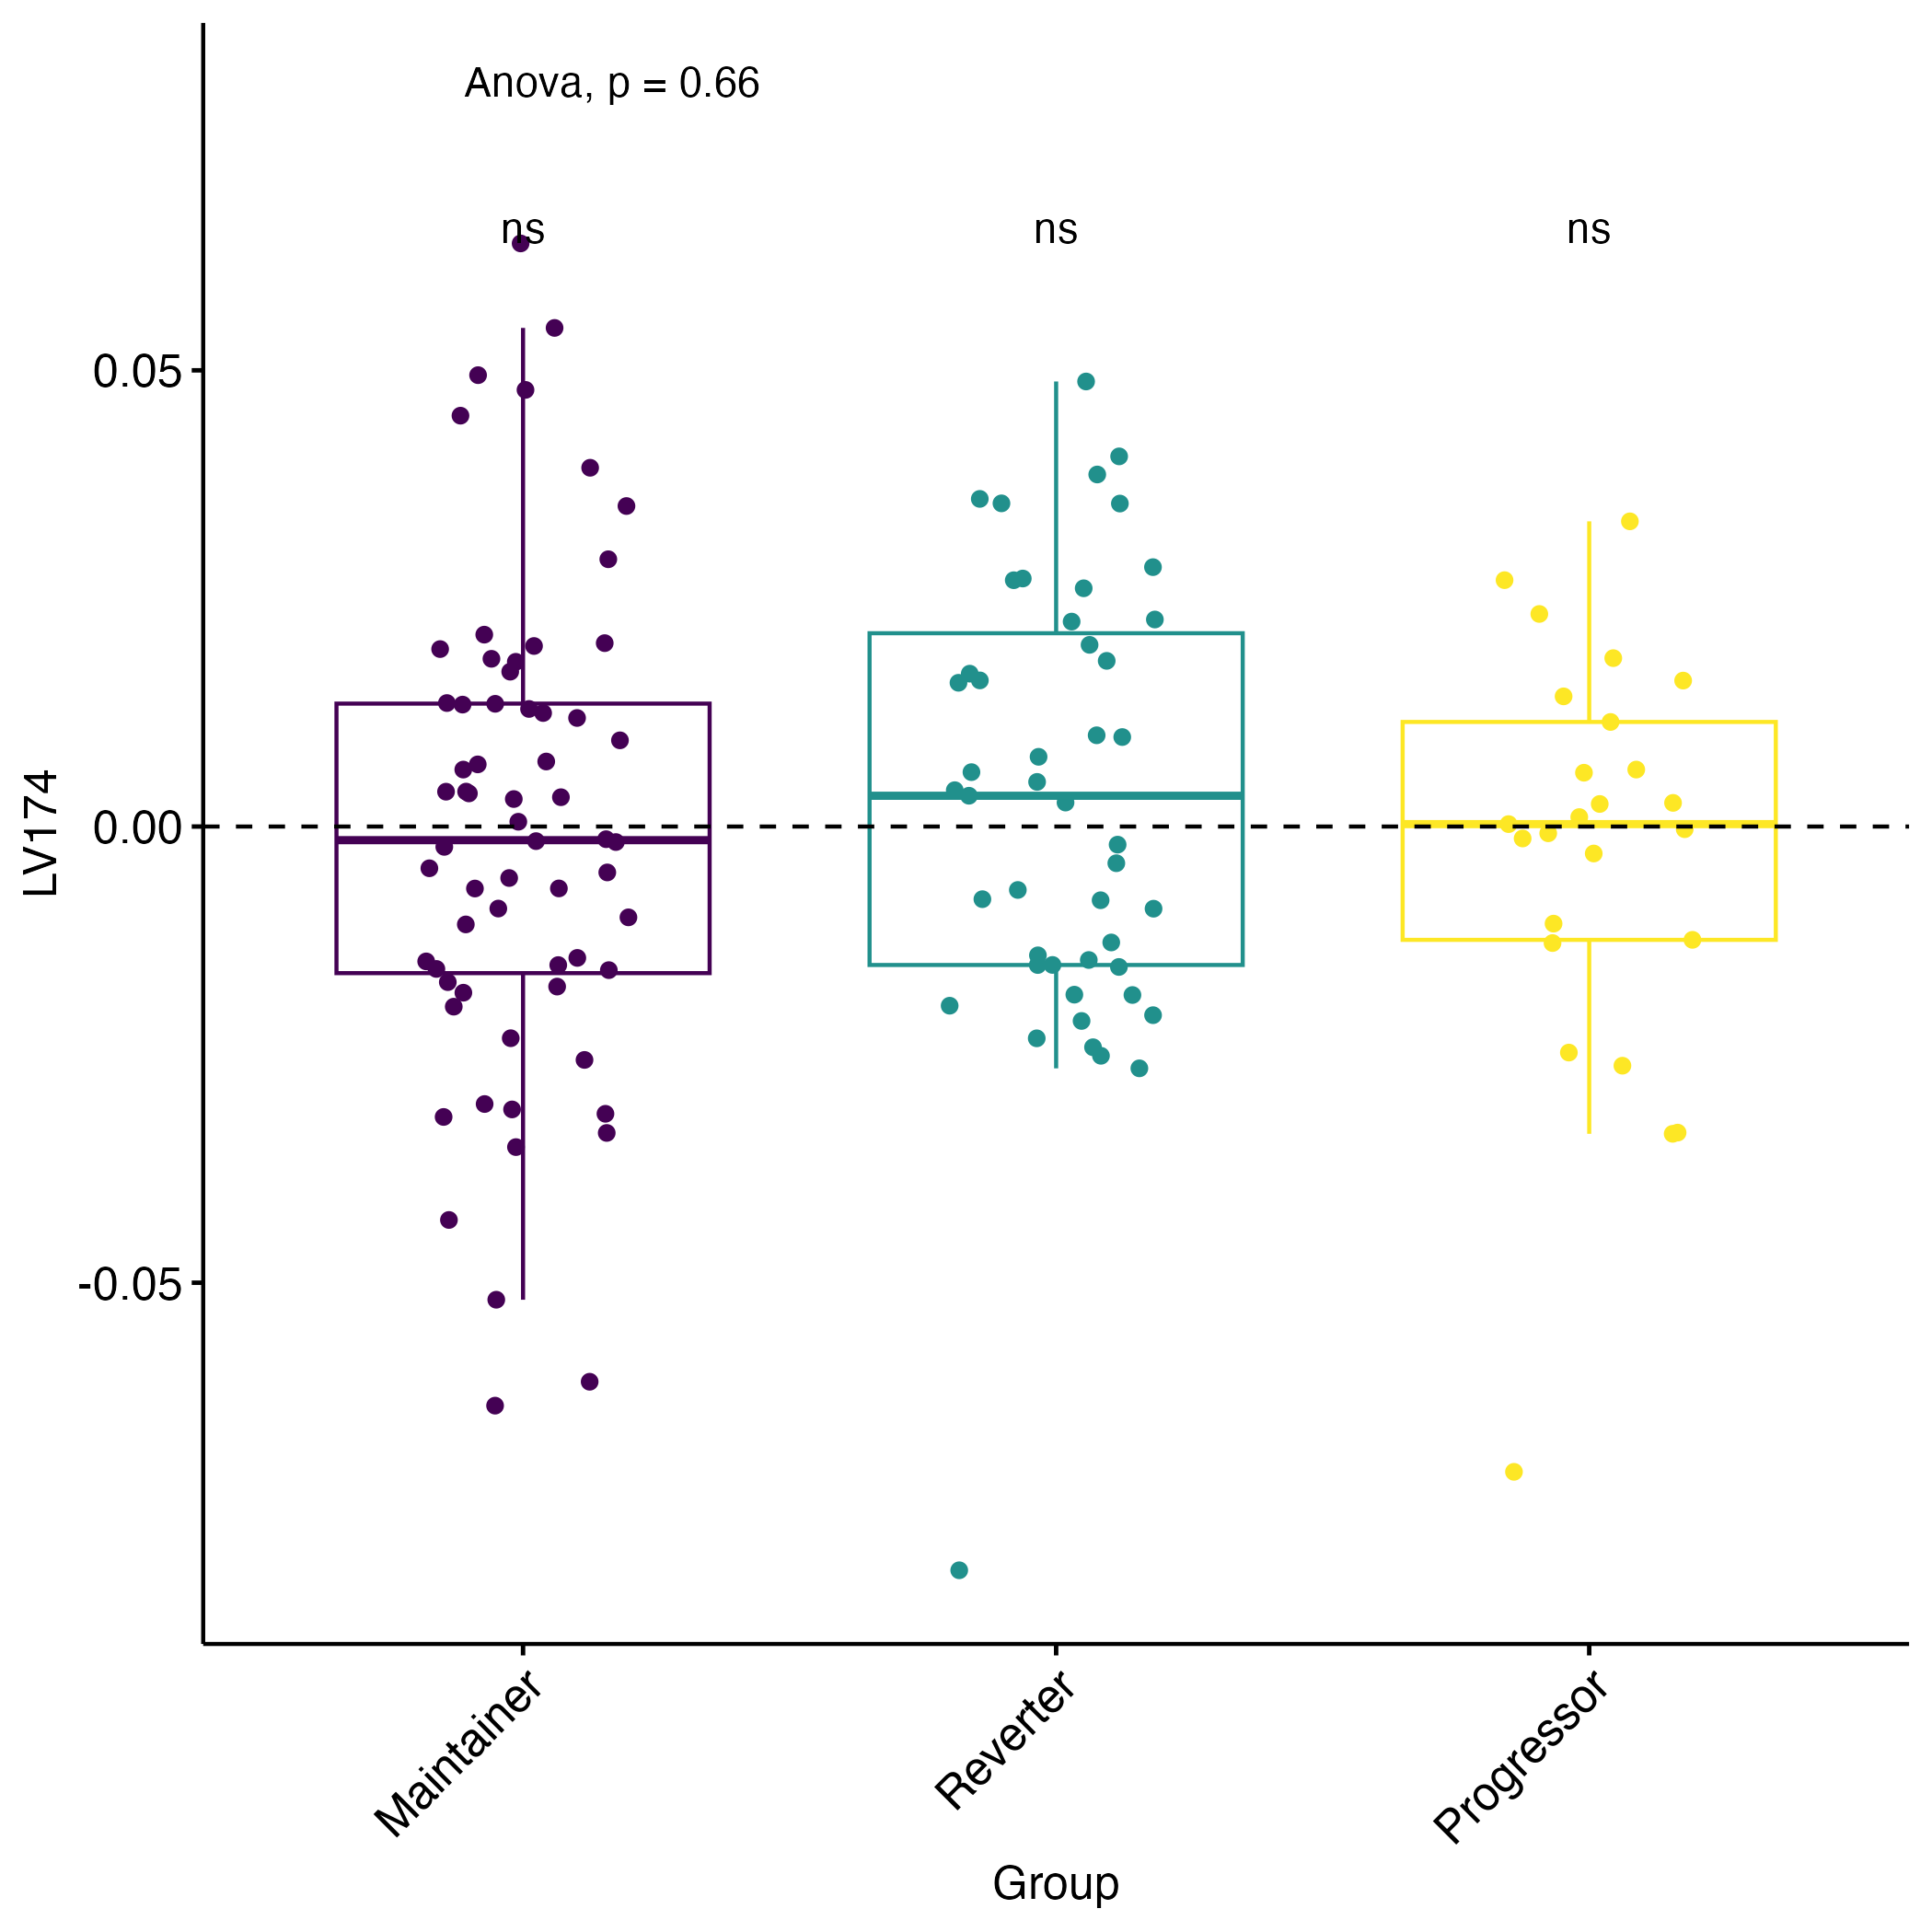 Anova, p = 0.66
ns ns ns
0.05
0.00
-0.05
LV174
Maintainer Reverter Progressor
Group